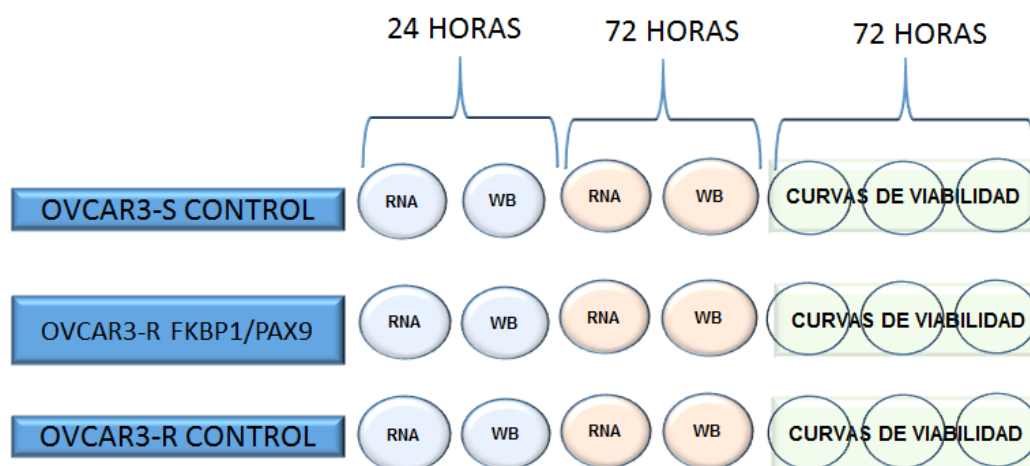 24 HORAS
72 HORAS
72 HORAS
OVCAR3-S CONTROL
RNA
WB
RNA
WB
CURVAS DE VIABILIDAD
OVCAR3-R FKBP1/PAX9
RNA
WB
RNA
WB
CURVAS DE VIABILIDAD
OVCAR3-R CONTROL
RNA
WB
RNA
WB
CURVAS DE VIABILIDAD